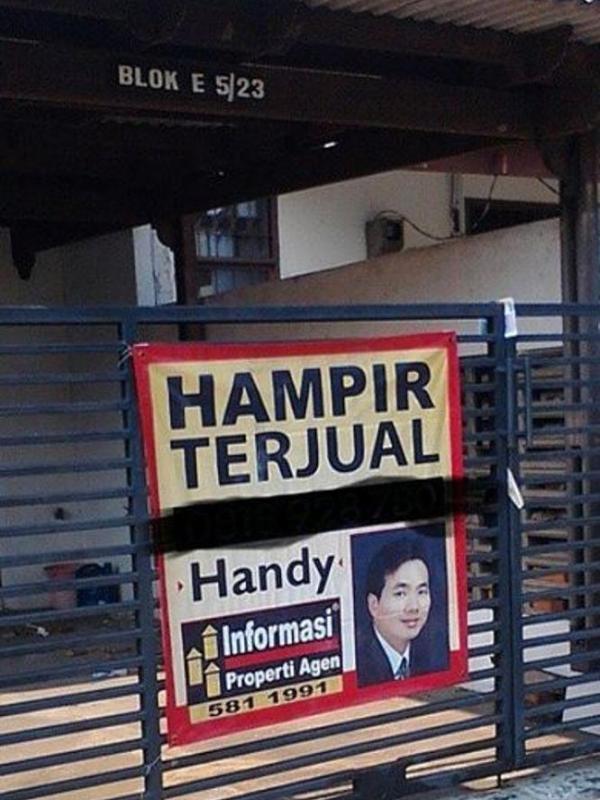 BLOK E 5/23
HAMPIR
TERJUAL
Handy
Informasi
Properti Agen
581 1991